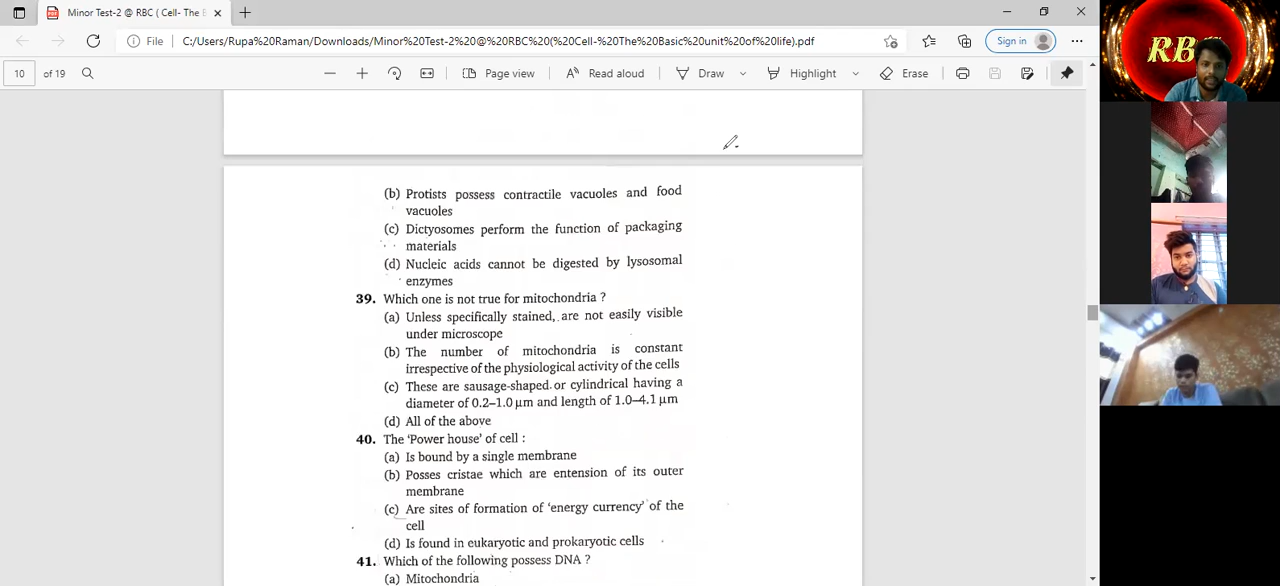 Minor Test-2 @ RBC ( Cell- The B
File C:/Users/Rupa%20Raman/Downloads/Minor%20Test-2%20@%20RBC%20(%20Cell-%20The%20Basic%20unit%20of%20life).pdf
Sign in
10 of 19 Page view Read aloud Draw Highlight Erase
RBC
(b) Protists possess contractile vacuoles and food
vacuoles
(c) Dictyosomes perform the function of packaging
materials
(d) Nucleic acids cannot be digested by lysosomal
enzymes
39. Which one is not true for mitochondria ?
(a) Unless specifically stained, are not easily visible
under microscope
(b) The number of mitochondria is constant
irrespective of the physiological activity of the cells
(c) These are sausage-shaped or cylindrical having a
diameter of 0.2–1.0 µm and length of 1.0–4.1 µm
(d) All of the above
40. The 'Power house' of cell :
(a) Is bound by a single membrane
(b) Posses cristae which are entension of its outer
membrane
(c) Are sites of formation of 'energy currency' of the
cell
(d) Is found in eukaryotic and prokaryotic cells
41. Which of the following possess DNA ?
(a) Mitochondria